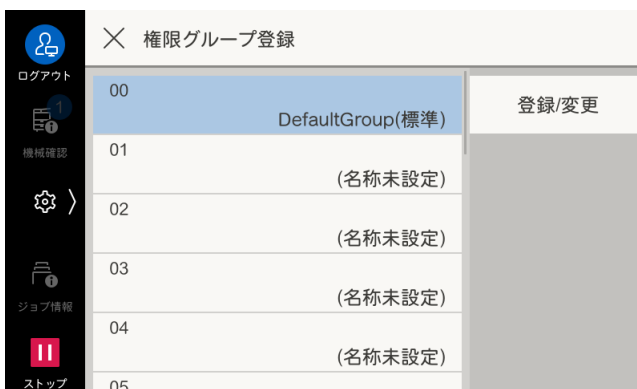 権限グループ登録
ログアウト
1
機械確認
ジョブ情報
ストップ
00
DefaultGroup(標準)
01
(名称未設定)
02
(名称未設定)
03
(名称未設定)
04
(名称未設定)
05
登録/変更